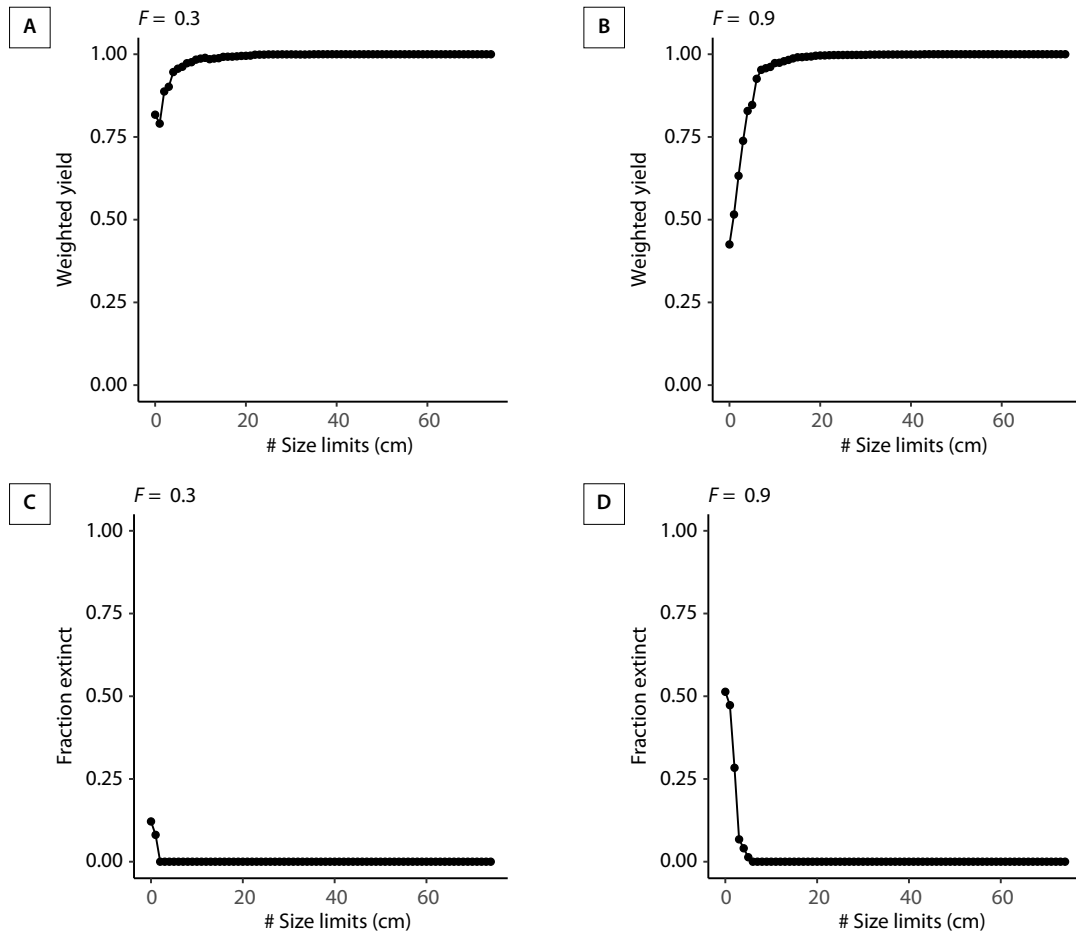 A
F = 0.3
1.00
0.75
0.50
0.25
0.00
Weighted yield
0 20 40 60
# Size limits (cm)
B
F = 0.9
1.00
0.75
0.50
0.25
0.00
Weighted yield
0 20 40 60
# Size limits (cm)
C
F = 0.3
1.00
0.75
0.50
0.25
0.00
Fraction extinct
0 20 40 60
# Size limits (cm)
D
F = 0.9
1.00
0.75
0.50
0.25
0.00
Fraction extinct
0 20 40 60
# Size limits (cm)